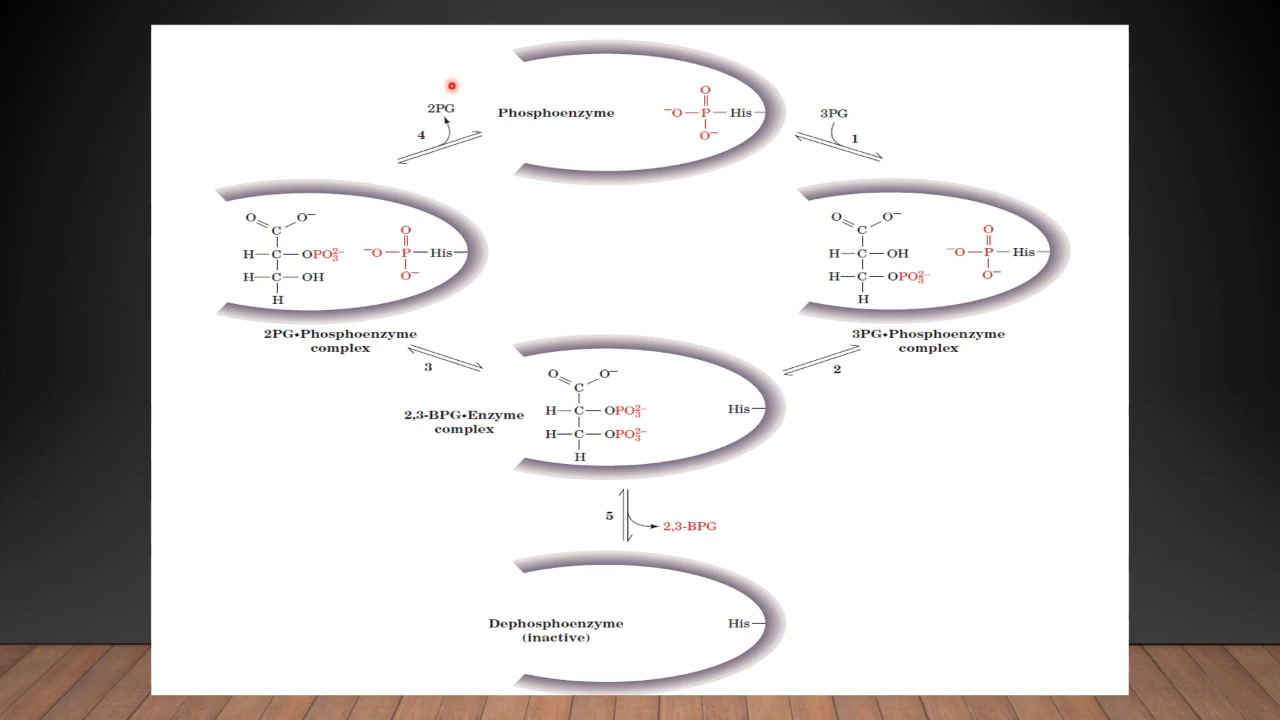 2PG
4
Phosphoenzyme
O
⁻O—P—His
O⁻
3PG
1
O O⁻
C
H—C—OPO₃²⁻
H—C—OH
H
O
⁻O—P—His
O⁻
2PG•Phosphoenzyme
complex
O O⁻
C
H—C—OH
H—C—OPO₃²⁻
H
O
⁻O—P—His
O⁻
3PG•Phosphoenzyme
complex
3
2
2,3-BPG•Enzyme
complex
O O⁻
C
H—C—OPO₃²⁻
H—C—OPO₃²⁻
H
His
5
2,3-BPG
Dephosphoenzyme
(inactive)
His